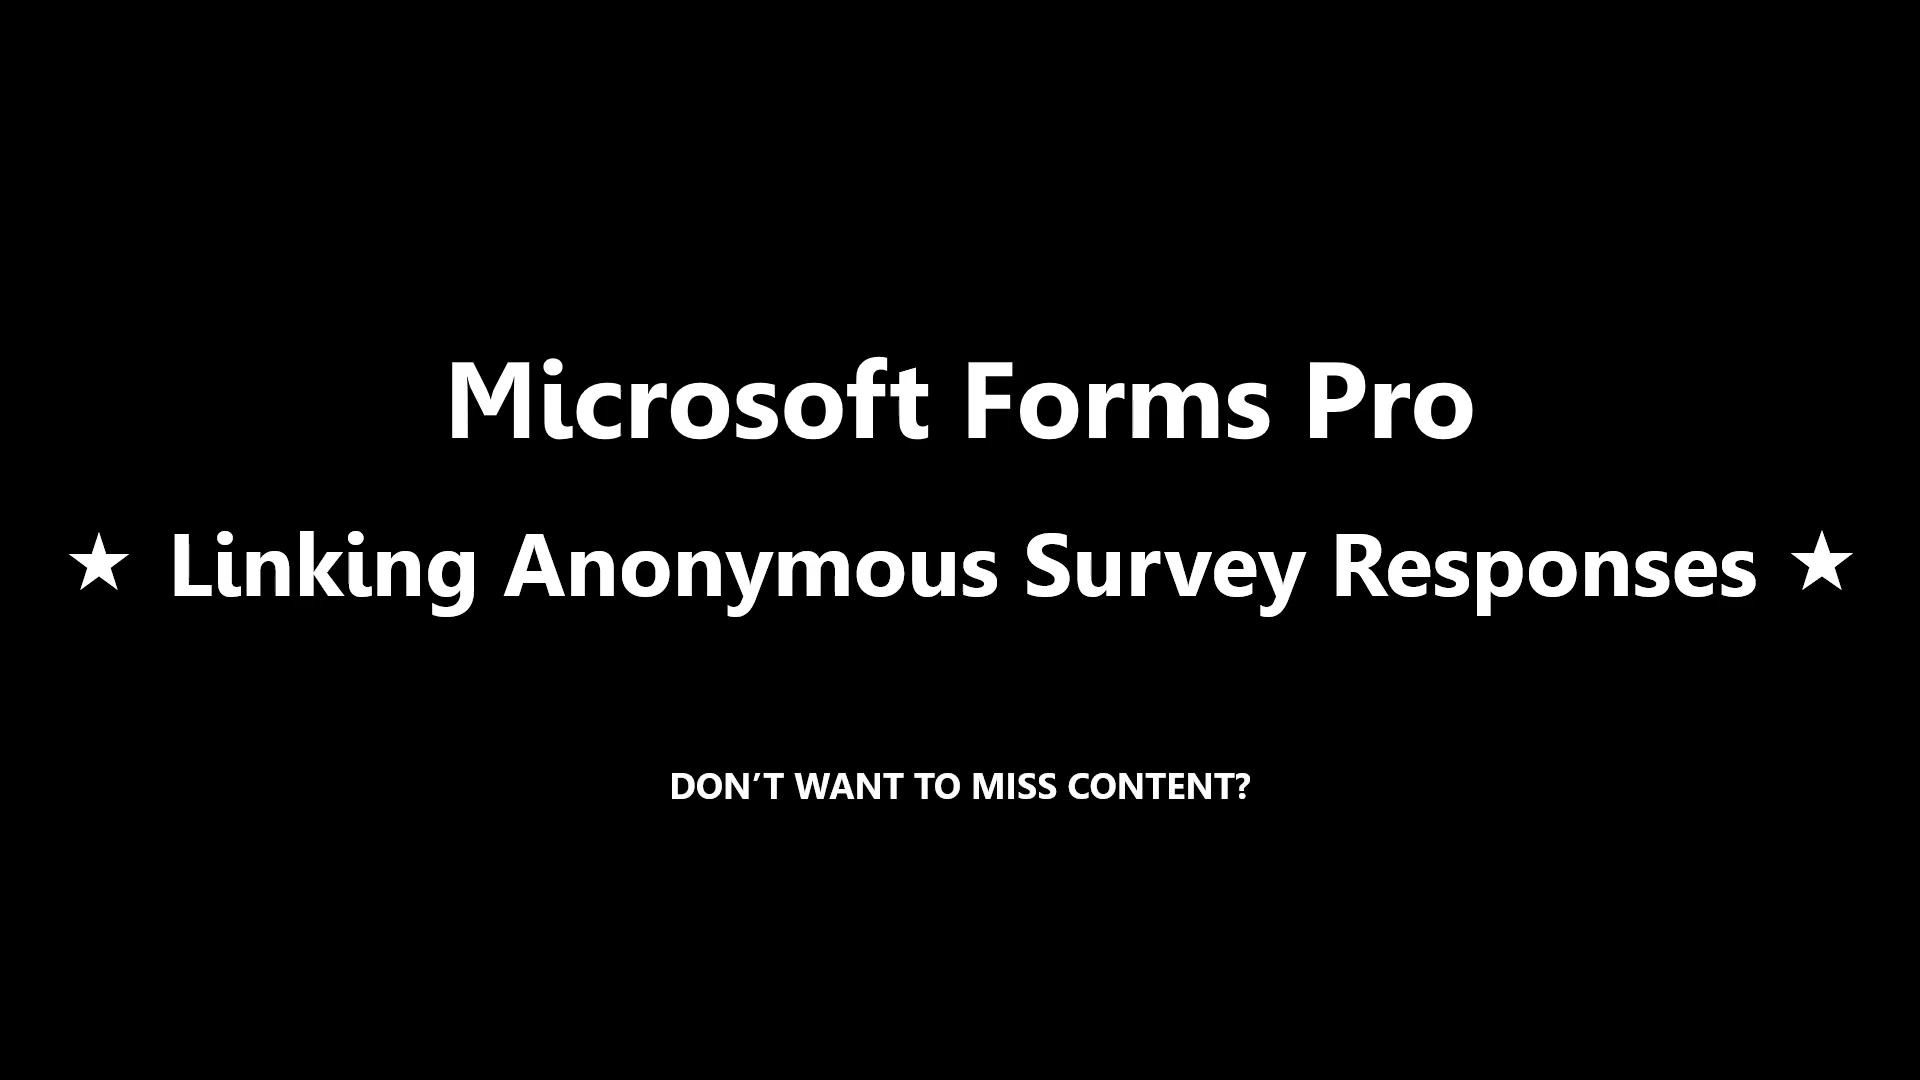 Microsoft Forms Pro
★ Linking Anonymous Survey Responses ★
DON’T WANT TO MISS CONTENT?